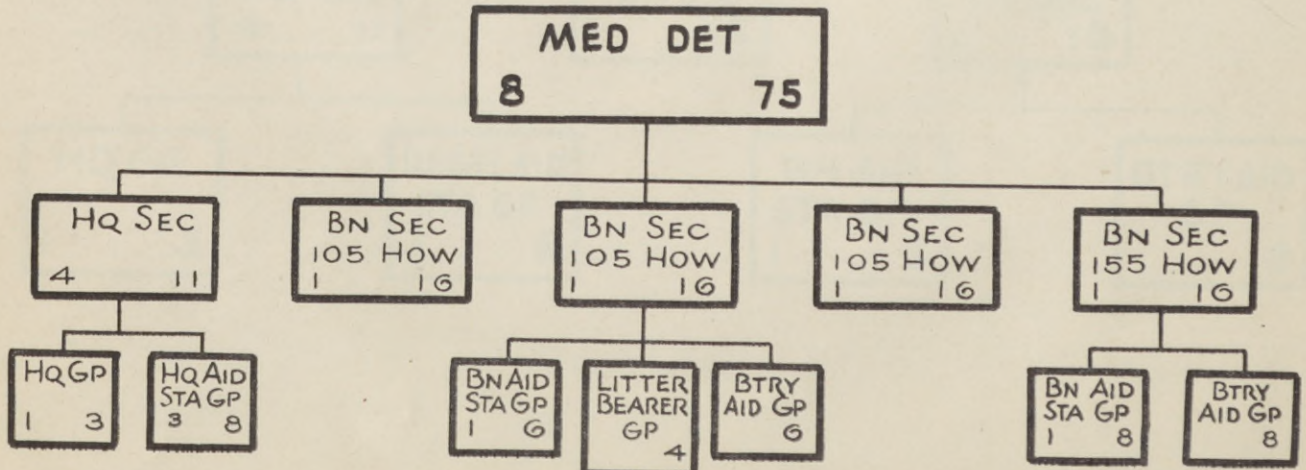 MED DET
8 75
HQ SEC
4 11
BN SEC
105 HOW
1 16
BN SEC
105 HOW
1 16
BN SEC
105 HOW
1 16
BN SEC
155 HOW
1 16
HQ GP
1 3
HQ AID
STA GP
3 8
BN AID
STA GP
1 6
LITTER
BEARER
GP
4
BTRY
AID GP
6
BN AID
STA GP
1 8
BTRY
AID GP
8